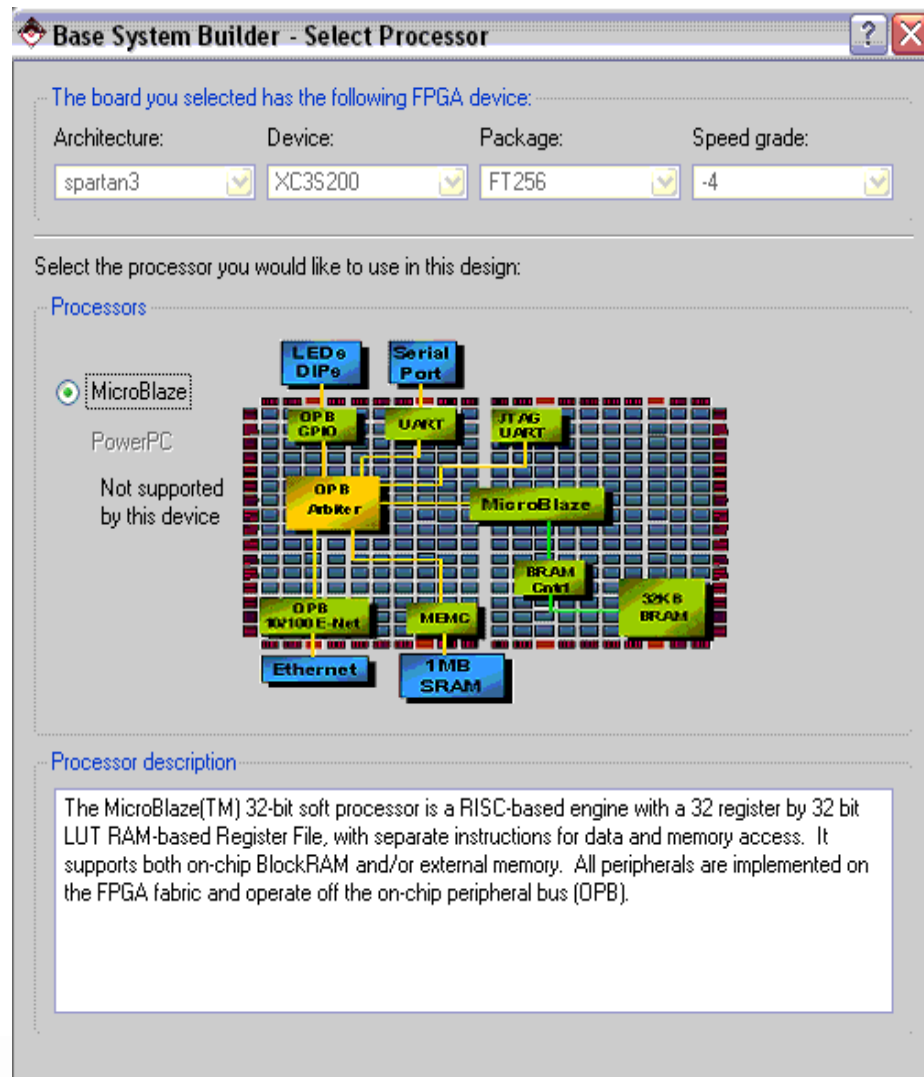 Base System Builder - Select Processor
The board you selected has the following FPGA device:
Architecture: Device: Package: Speed grade:
spartan3 XC3S200 FT256 -4
Select the processor you would like to use in this design:
Processors
MicroBlaze
PowerPC
Not supported
by this device
LEDs
DIPs
Serial
Port
OPB
GPIO
UART
JTAG
UART
OPB
Arbiter
MicroBlaze
BRAM
Cntrl
32KB
BRAM
OPB
10/100 E-Net
MEMC
Ethernet
1MB
SRAM
Processor description
The MicroBlaze(TM) 32-bit soft processor is a RISC-based engine with a 32 register by 32 bit
LUT RAM-based Register File, with separate instructions for data and memory access. It
supports both on-chip BlockRAM and/or external memory. All peripherals are implemented on
the FPGA fabric and operate off the on-chip peripheral bus (OPB).